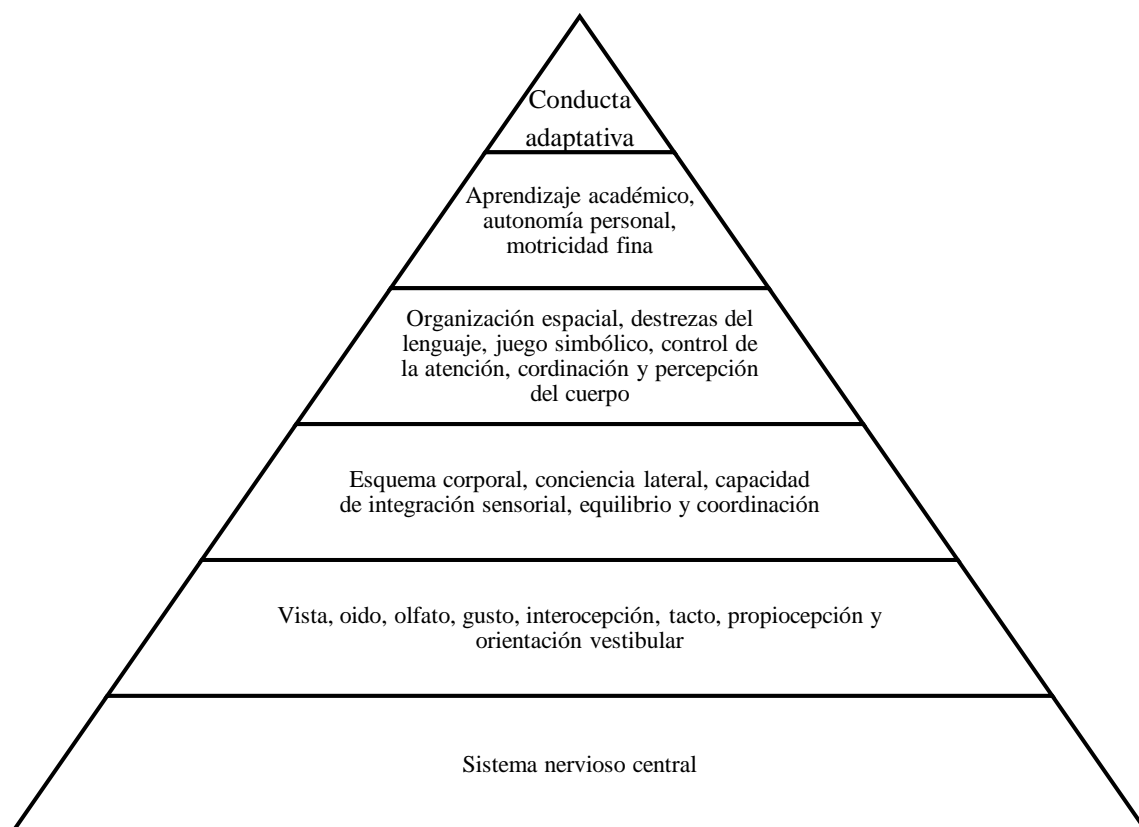 Conducta
adaptativa
Aprendizaje académico,
autonomía personal,
motricidad fina
Organización espacial, destrezas del
lenguaje, juego simbólico, control de
la atención, cordinación y percepción
del cuerpo
Esquema corporal, conciencia lateral, capacidad
de integración sensorial, equilibrio y coordinación
Vista, oido, olfato, gusto, interocepción, tacto, propiocepción y
orientación vestibular
Sistema nervioso central